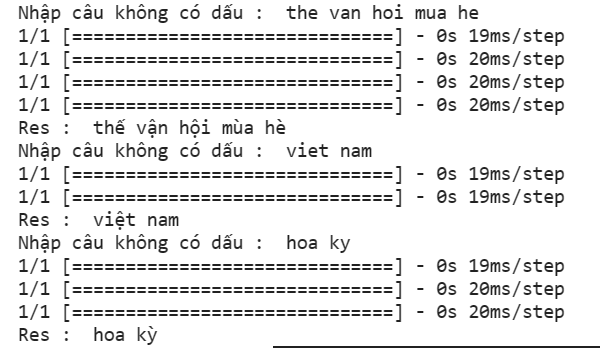 Nhập câu không có dấu :  the van hoi mua he
1/1 [==============================] - 0s 19ms/step
1/1 [==============================] - 0s 20ms/step
1/1 [==============================] - 0s 20ms/step
1/1 [==============================] - 0s 20ms/step
Res :  thế vận hội mùa hè
Nhập câu không có dấu :  viet nam
1/1 [==============================] - 0s 19ms/step
1/1 [==============================] - 0s 19ms/step
Res :  việt nam
Nhập câu không có dấu :  hoa ky
1/1 [==============================] - 0s 19ms/step
1/1 [==============================] - 0s 20ms/step
1/1 [==============================] - 0s 20ms/step
Res :  hoa kỳ